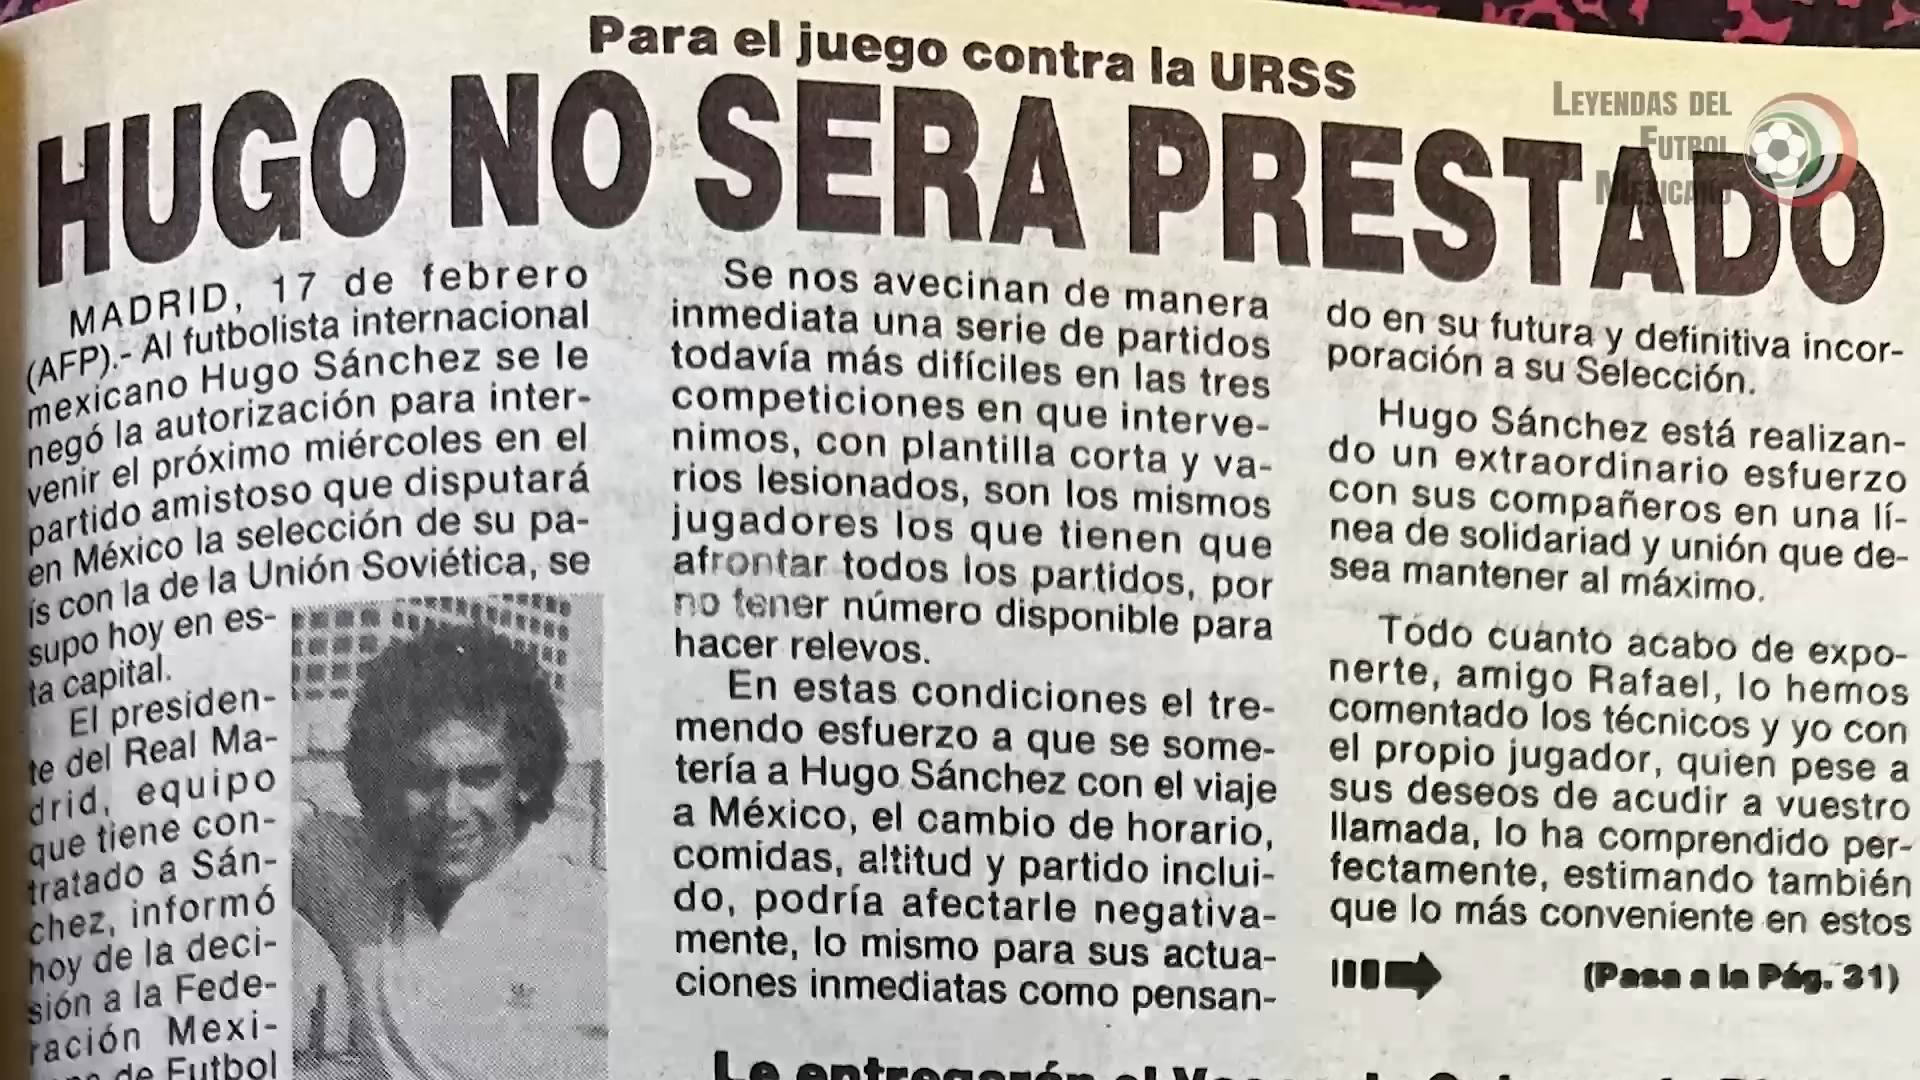 Para el juego contra la URSS
HUGO NO SERA PRESTADO
LEYENDAS DEL
FUTBOL
MEXICANO
MADRID, 17 de febrero
(AFP).- Al futbolista internacional
mexicano Hugo Sánchez se le
negó la autorización para inter-
venir el próximo miércoles en el
partido amistoso que disputará
en México la selección de su pa-
ís con la de la Unión Soviética, se
supo hoy en es-
ta capital.
El presiden-
te del Real Ma-
drid, equipo
que tiene con-
tratado a Sán-
chez, informó
hoy de la deci-
sión a la Fede-
ración Mexi-
de Futbol
Se nos avecinan de manera
inmediata una serie de partidos
todavía más difíciles en las tres
competiciones en que interve-
nimos, con plantilla corta y va-
rios lesionados, son los mismos
jugadores los que tienen que
afrontar todos los partidos, por
no tener número disponible para
hacer relevos.
En estas condiciones el tre-
mendo esfuerzo a que se some-
tería a Hugo Sánchez con el viaje
a México, el cambio de horario,
comidas, altitud y partido inclui-
do, podría afectarle negativa-
mente, lo mismo para sus actua-
ciones inmediatas como pensan-
do en su futura y definitiva incor-
poración a su Selección.
Hugo Sánchez está realizan-
do un extraordinario esfuerzo
con sus compañeros en una lí-
nea de solidariad y unión que de-
sea mantener al máximo.
Todo cuanto acabo de expo-
nerte, amigo Rafael, lo hemos
comentado los técnicos y yo con
el propio jugador, quien pese a
sus deseos de acudir a vuestro
llamada, lo ha comprendido per-
fectamente, estimando también
que lo más conveniente en estos
(Pasa a la Pág. 31)
Le entregarán el